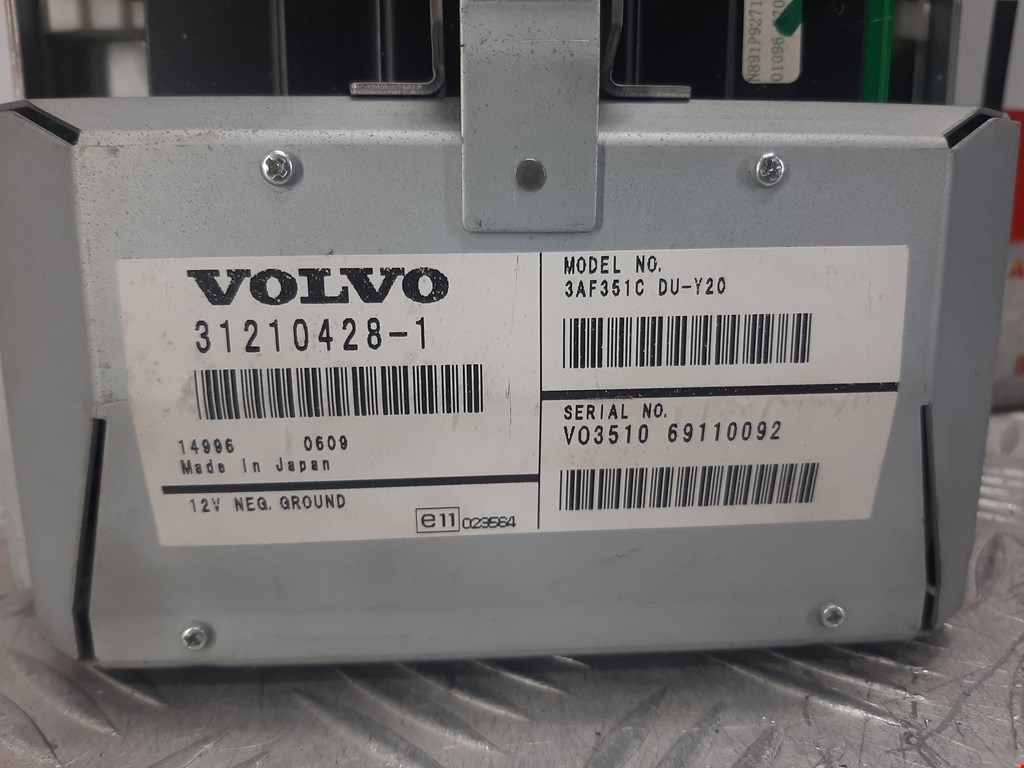 VOLVO
31210428-1
14996 0609
Made In Japan
12V NEG. GROUND
e11 023564
MODEL NO.
3AF351C DU-Y20
SERIAL NO.
VO3510 69110092